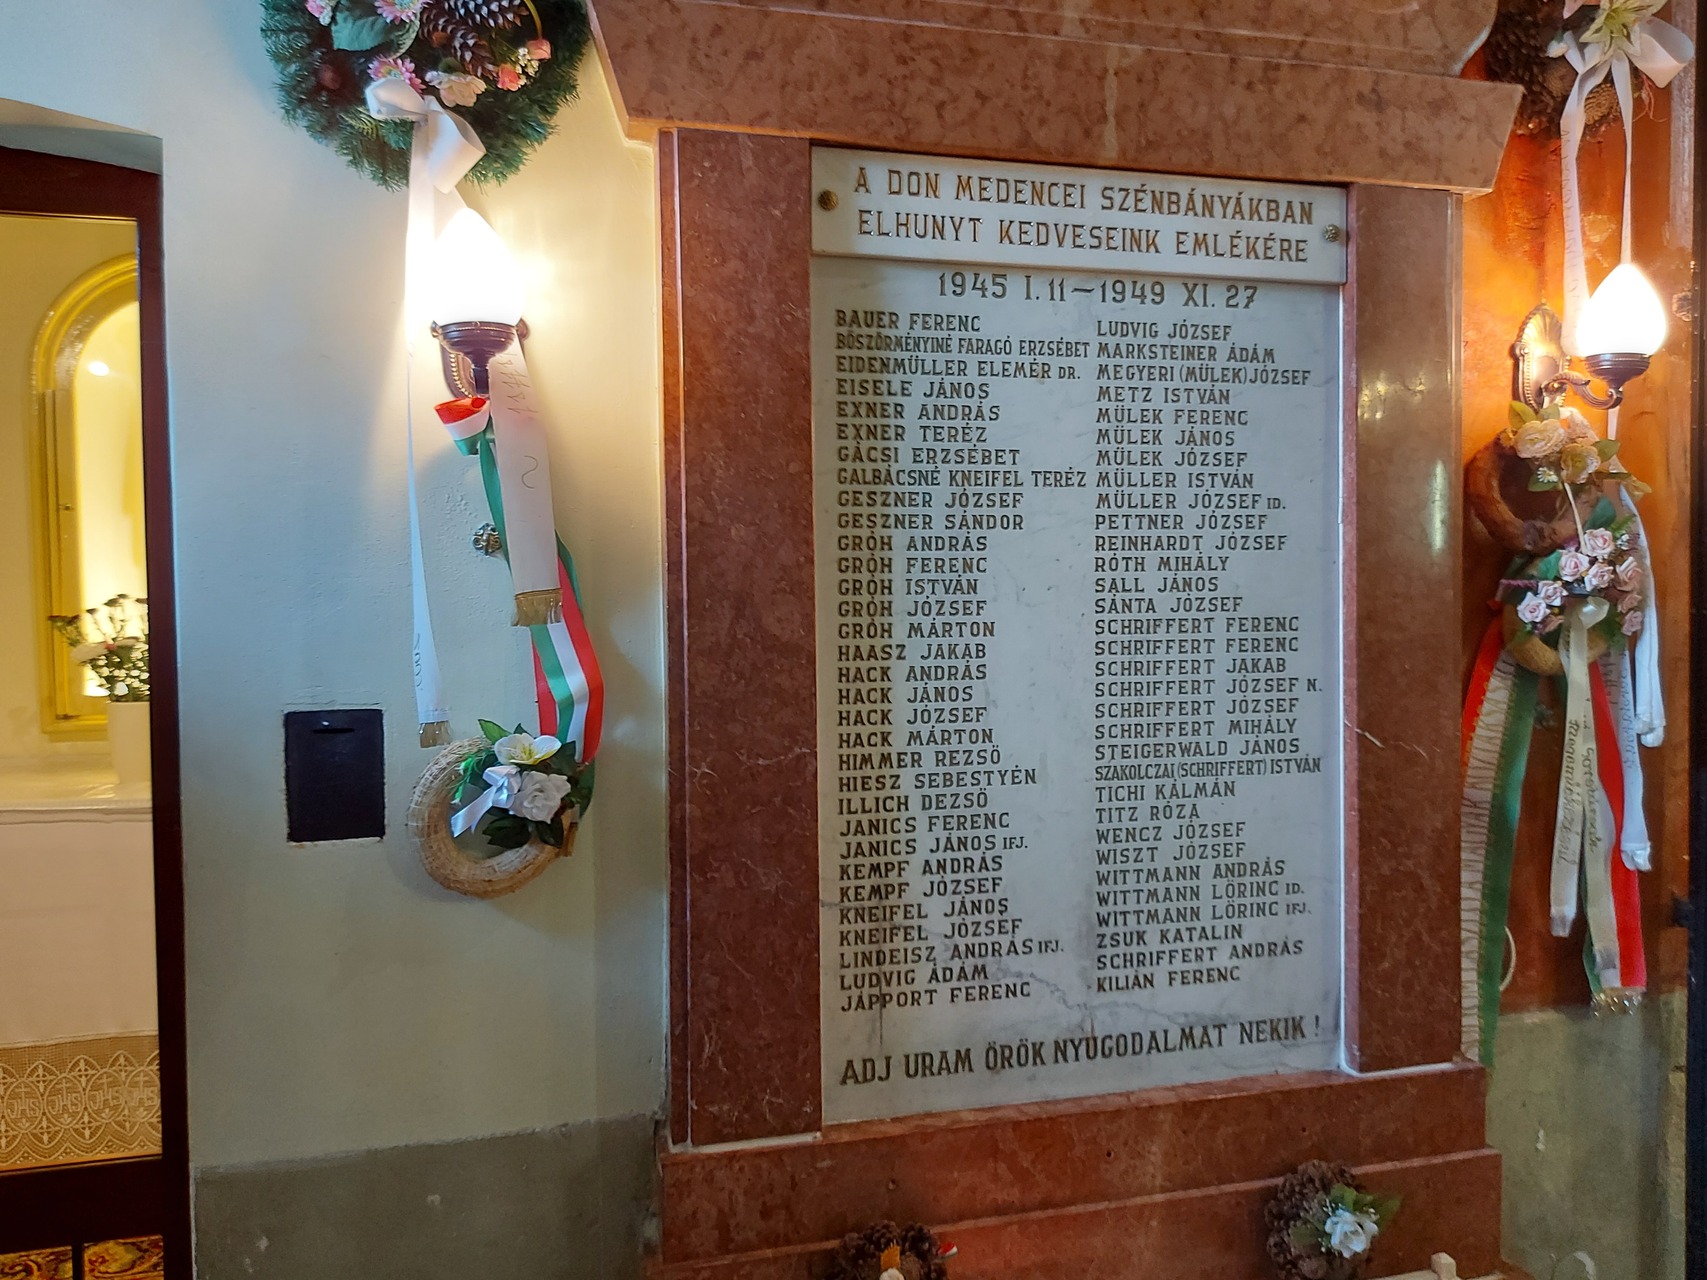 A DON MEDENCEI SZÉNBÁNYÁKBAN
ELHUNYT KEDVESEINK EMLÉKÉRE
1945 I. 11 – 1949 XI. 27
BAUER FERENC
BÖSZÖRMÉNYINÉ FARAGÓ ERZSÉBET
EIDENMÜLLER ELEMÉR DR.
EISELE JÁNOS
EXNER ANDRÁS
EXNER TERÉZ
GÁCSI ERZSÉBET
GALBÁCSNÉ KNEIFEL TERÉZ
GESZNER JÓZSEF
GESZNER SÁNDOR
GRÓH ANDRÁS
GRÓH FERENC
GRÓH ISTVÁN
GRÓH JÓZSEF
GRÓH MÁRTON
HAASZ JAKAB
HACK ANDRÁS
HACK JÁNOS
HACK JÓZSEF
HACK MÁRTON
HIMMER REZSÖ
HIESZ SEBESTYÉN
ILLICH DEZSÖ
JANICS FERENC
JANICS JÁNOS IFJ.
KEMPF ANDRÁS
KEMPF JÓZSEF
KNEIFEL JÁNOS
KNEIFEL JÓZSEF
LINDEISZ ANDRÁS IFJ.
LUDVIG ÁDÁM
JÁPPORT FERENC
LUDVIG JÓZSEF
MARKSTEINER ÁDÁM
MEGYERI (MÜLEK) JÓZSEF
METZ ISTVÁN
MÜLEK FERENC
MÜLEK JÁNOS
MÜLEK JÓZSEF
MÜLLER ISTVÁN
MÜLLER JÓZSEF ID.
PETTNER JÓZSEF
REINHARDT JÓZSEF
RÓTH MIHÁLY
SALL JÁNOS
SÁNTA JÓZSEF
SCHRIFFERT FERENC
SCHRIFFERT FERENC
SCHRIFFERT JAKAB
SCHRIFFERT JÓZSEF N.
SCHRIFFERT JÓZSEF
SCHRIFFERT MIHÁLY
STEIGERWALD JÁNOS
SZAKOLCZAI (SCHRIFFERT) ISTVÁN
TICHI KÁLMÁN
TITZ RÓZA
WENCZ JÓZSEF
WISZT JÓZSEF
WITTMANN ANDRÁS
WITTMANN LÖRINC ID.
WITTMANN LÖRINC IFJ.
ZSUK KATALIN
SCHRIFFERT ANDRÁS
KILIÁN FERENC
ADJ URAM ÖRÖK NYUGODALMAT NEKIK !